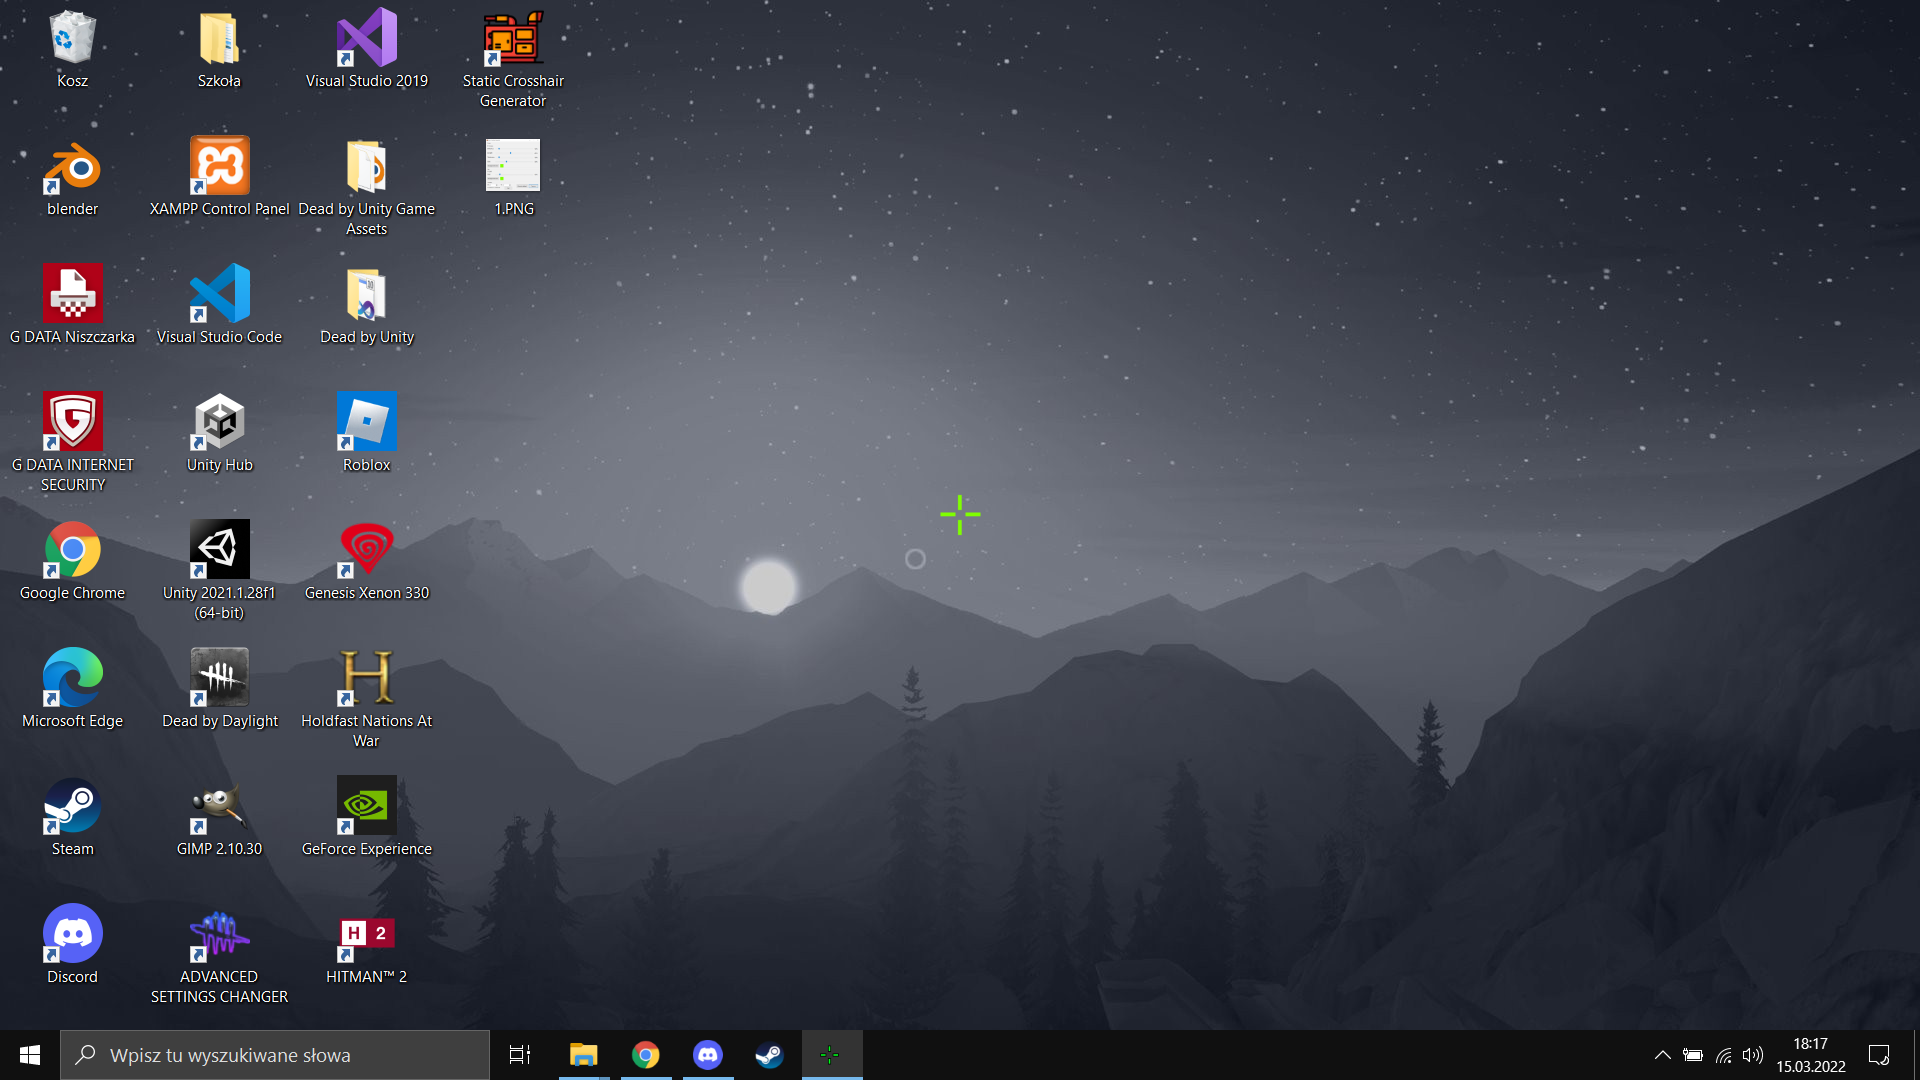 Kosz
Szkoła
Visual Studio 2019
Static Crosshair
Generator
blender
XAMPP Control Panel
Dead by Unity Game
Assets
1.PNG
G DATA Niszczarka
Visual Studio Code
Dead by Unity
G DATA INTERNET
SECURITY
Unity Hub
Roblox
Google Chrome
Unity 2021.1.28f1
(64-bit)
Genesis Xenon 330
Microsoft Edge
Dead by Daylight
H
Holdfast Nations At
War
Steam
GIMP 2.10.30
GeForce Experience
Discord
ADVANCED
SETTINGS CHANGER
H 2
HITMAN™ 2
Wpisz tu wyszukiwane słowa
18:17
15.03.2022